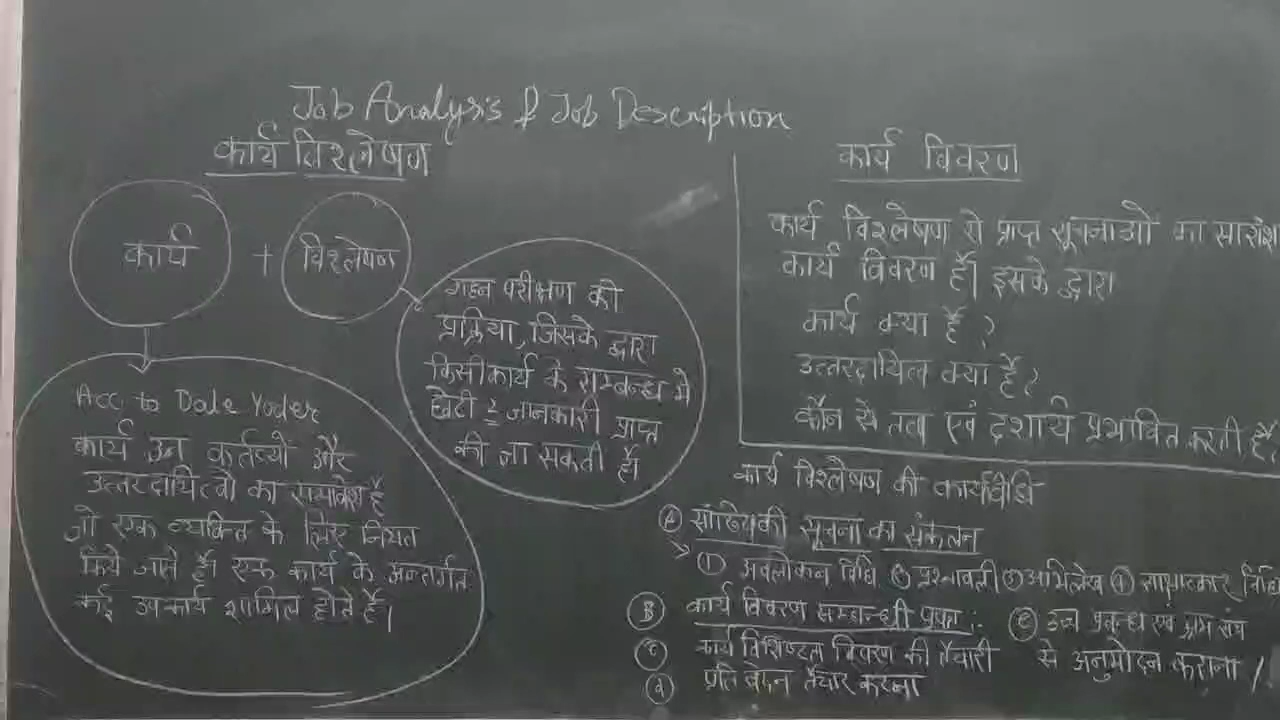 Job Analysis & Job Description
कार्य विश्लेषण
कार्य + विश्लेषण
गहन परीक्षण की
प्रक्रिया, जिसके द्वारा
किसी कार्य के सम्बन्ध मे
छोटी २ जानकारी प्राप्त
की जा सकती है।
Acc. to Dale Yoder
कार्य उन कर्तव्यों और
उत्तरदायित्वों का समावेश है
जो एक व्यक्ति के लिए नियत
किये जाते हैं। एक कार्य के अन्तर्गत
कई उपकार्य शामिल होते हैं।
कार्य विवरण
कार्य विश्लेषण से प्राप्त सूचनाओं का सारांश
कार्य विवरण है। इसके द्वारा
कार्य क्या है ?
उत्तरदायित्व क्या है ?
कौन से तत्व एवं दशायें प्रभावित करती हैं
कार्य विश्लेषण की कार्यविधि
(A) सांख्यिकी सूचना का संकलन
→ (1) अवलोकन विधि (2) प्रश्नावली (3) अभिलेख (4) साक्षात्कार विधि
(B) कार्य विवरण सम्बन्धी प्रपत्र :-
(C) कार्य विशिष्टता विवरण की तैयारी
(d) प्रतिवेदन तैयार करना
(e) उच्च प्रबन्ध एवं श्रम संघ
से अनुमोदन कराना /